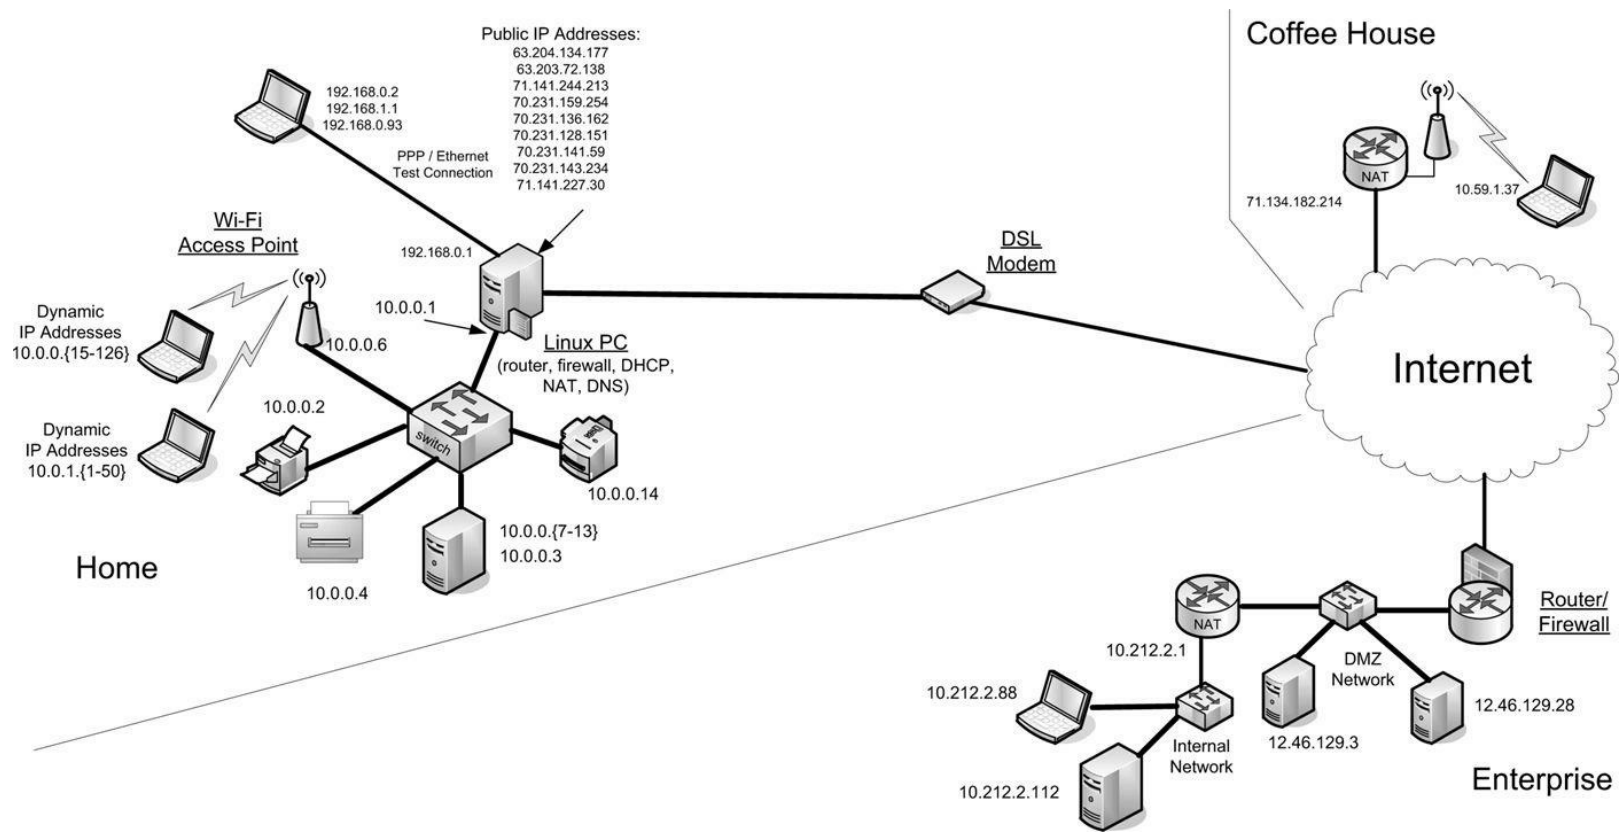 Public IP Addresses:
63.204.134.177
63.203.72.138
71.141.244.213
70.231.159.254
70.231.136.162
70.231.128.151
70.231.141.59
70.231.143.234
71.141.227.30
192.168.0.2
192.168.1.1
192.168.0.93
PPP / Ethernet
Test Connection
Wi-Fi
Access Point
192.168.0.1
10.0.0.1
Linux PC
(router, firewall, DHCP,
NAT, DNS)
Dynamic
IP Addresses
10.0.0.{15-126}
10.0.0.6
Dynamic
IP Addresses
10.0.1.{1-50}
10.0.0.2
switch
10.0.0.14
10.0.0.4
10.0.0.{7-13}
10.0.0.3
Home
DSL
Modem
Coffee House
NAT
71.134.182.214
10.59.1.37
Internet
Router/
Firewall
NAT
10.212.2.1
DMZ
Network
10.212.2.88
12.46.129.28
12.46.129.3
Internal
Network
10.212.2.112
Enterprise